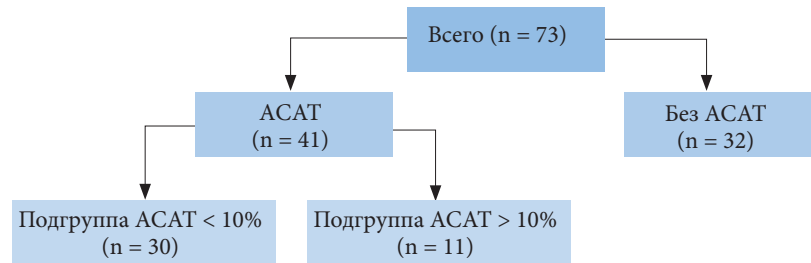 Всего (n = 73)
АСАТ
(n = 41)
Без АСАТ
(n = 32)
Подгруппа АСАТ < 10%
(n = 30)
Подгруппа АСАТ > 10%
(n = 11)